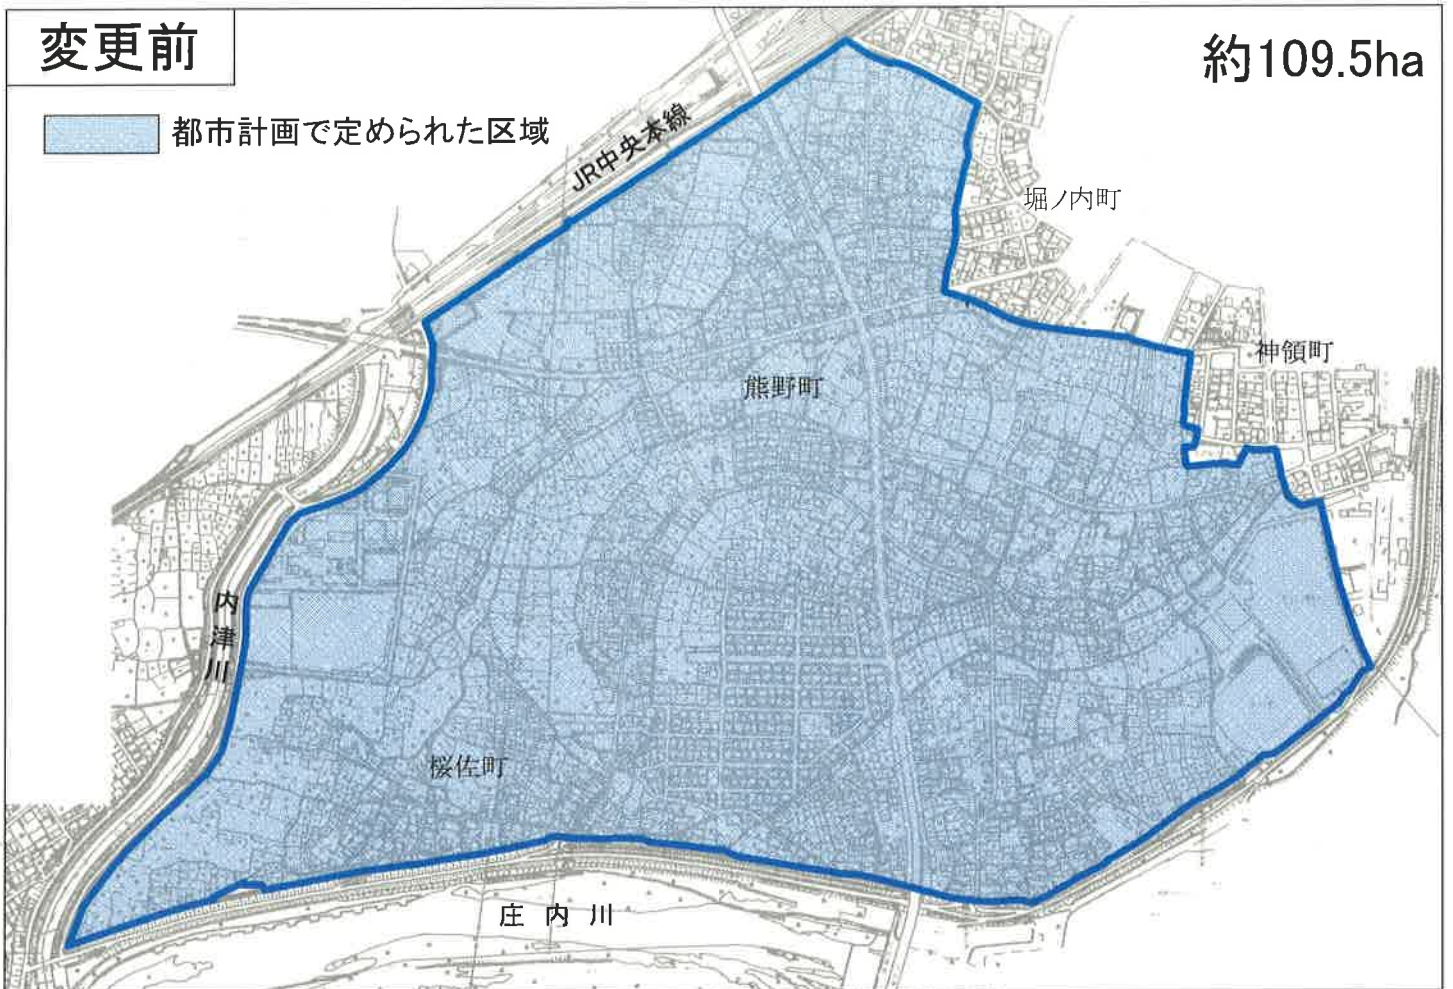 変更前
約109.5ha
都市計画で定められた区域
JR中央本線
堀ノ内町
神領町
熊野町
内津川
桜佐町
庄内川